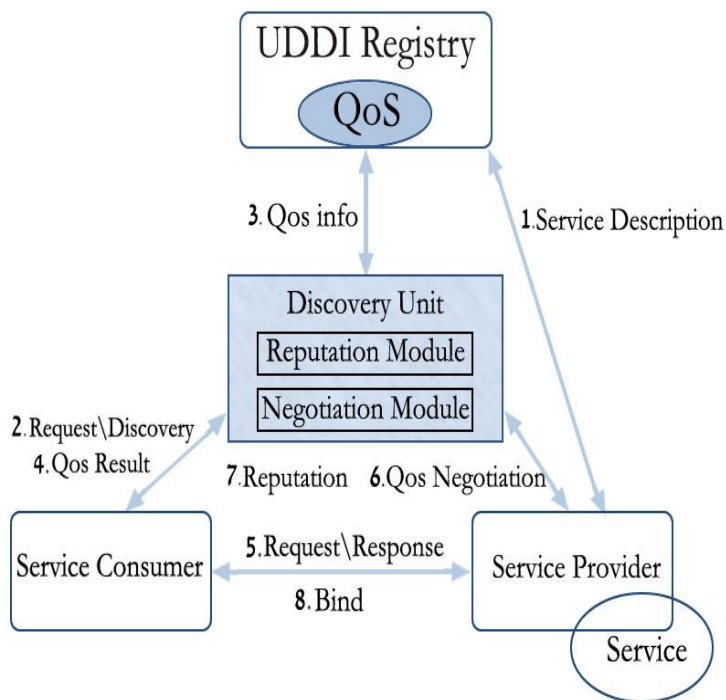 UDDI Registry
QoS
3. Qos info
1.Service Description
Discovery Unit
Reputation Module
Negotiation Module
2.Request\Discovery
4.Qos Result
7.Reputation
6.Qos Negotiation
Service Consumer
5.Request\Response
8.Bind
Service Provider
Service